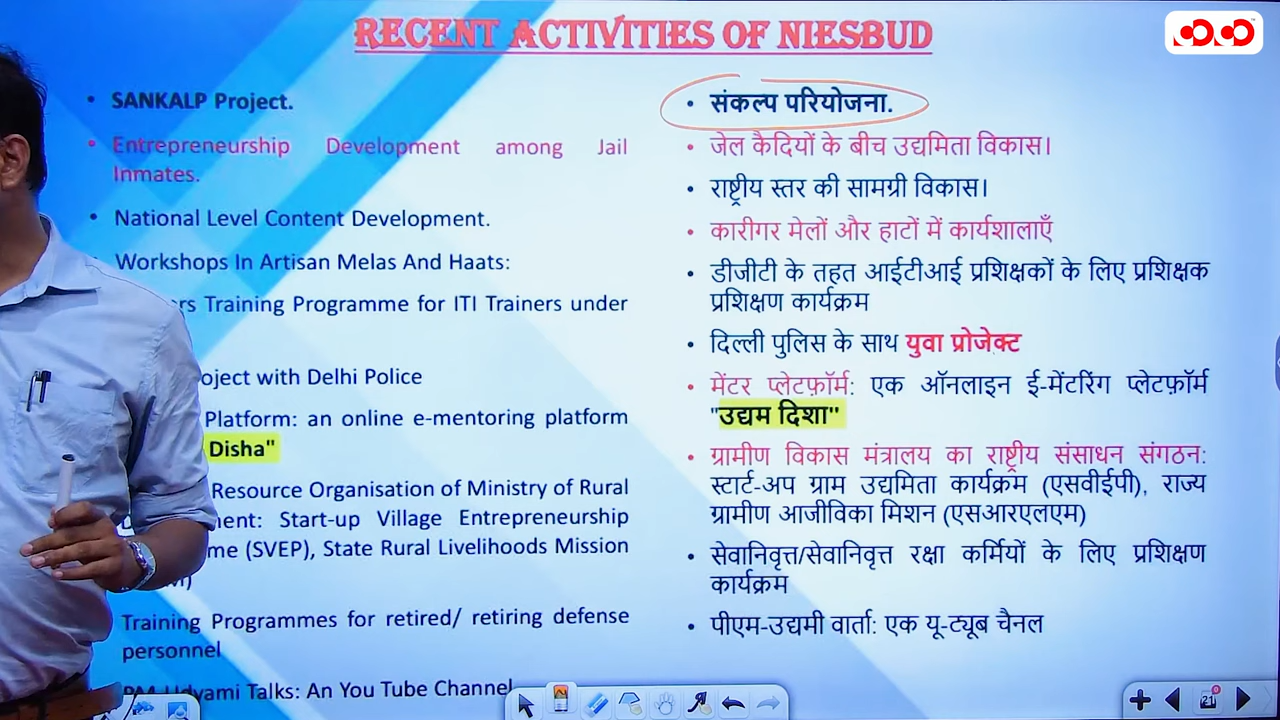 RECENT ACTIVITIES OF NIESBUD
• SANKALP Project.
• Entrepreneurship Development among Jail
Inmates.
• National Level Content Development.
Workshops In Artisan Melas And Haats:
Training Programme for ITI Trainers under
with Delhi Police
Platform: an online e-mentoring platform
Disha"
Resource Organisation of Ministry of Rural
Start-up Village Entrepreneurship
(SVEP), State Rural Livelihoods Mission
Training Programmes for retired/ retiring defense
personnel
PM-Udyami Talks: An You Tube Channel
• संकल्प परियोजना.
• जेल कैदियों के बीच उद्यमिता विकास।
• राष्ट्रीय स्तर की सामग्री विकास।
• कारीगर मेलों और हाटों में कार्यशालाएँ
• डीजीटी के तहत आईटीआई प्रशिक्षकों के लिए प्रशिक्षक
प्रशिक्षण कार्यक्रम
• दिल्ली पुलिस के साथ युवा प्रोजेक्ट
• मेंटर प्लेटफ़ॉर्म: एक ऑनलाइन ई-मेंटरिंग प्लेटफ़ॉर्म
"उद्यम दिशा"
• ग्रामीण विकास मंत्रालय का राष्ट्रीय संसाधन संगठन:
स्टार्ट-अप ग्राम उद्यमिता कार्यक्रम (एसवीईपी), राज्य
ग्रामीण आजीविका मिशन (एसआरएलएम)
• सेवानिवृत्त/सेवानिवृत्त रक्षा कर्मियों के लिए प्रशिक्षण
कार्यक्रम
• पीएम-उद्यमी वार्ता: एक यू-ट्यूब चैनल
21